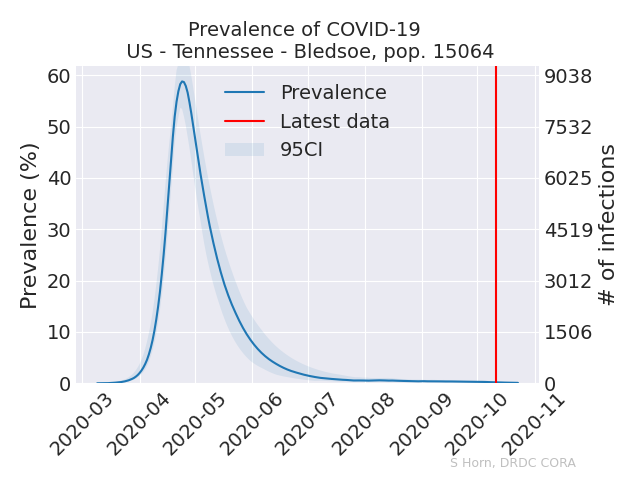 Prevalence of COVID-19
US - Tennessee - Bledsoe, pop. 15064
Prevalence (%)
60
50
40
30
20
10
0
Prevalence
Latest data
95CI
9038
7532
6025
4519
3012
1506
0
# of infections
2020-03
2020-04
2020-05
2020-06
2020-07
2020-08
2020-09
2020-10
2020-11
S Horn, DRDC CORA